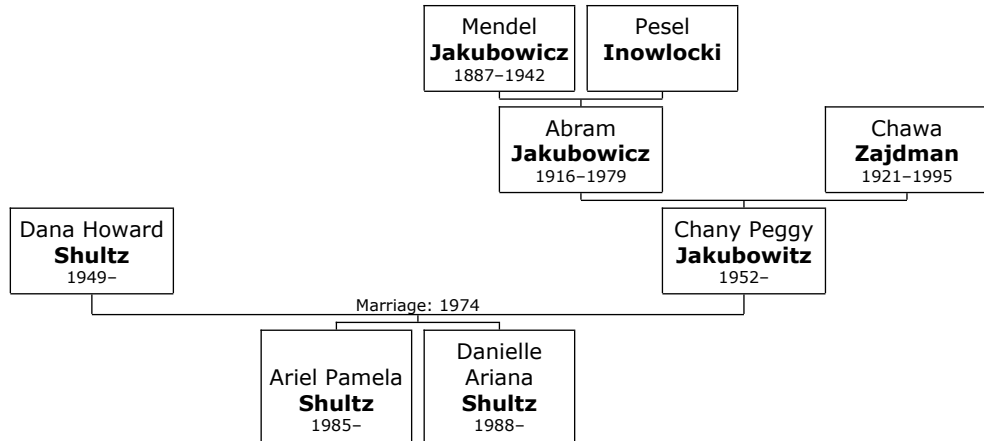 Mendel
Jakubowicz
1887–1942
Pesel
Inowlocki
Abram
Jakubowicz
1916–1979
Chawa
Zajdman
1921–1995
Dana Howard
Shultz
1949–
Chany Peggy
Jakubowitz
1952–
Marriage: 1974
Ariel Pamela
Shultz
1985–
Danielle
Ariana
Shultz
1988–